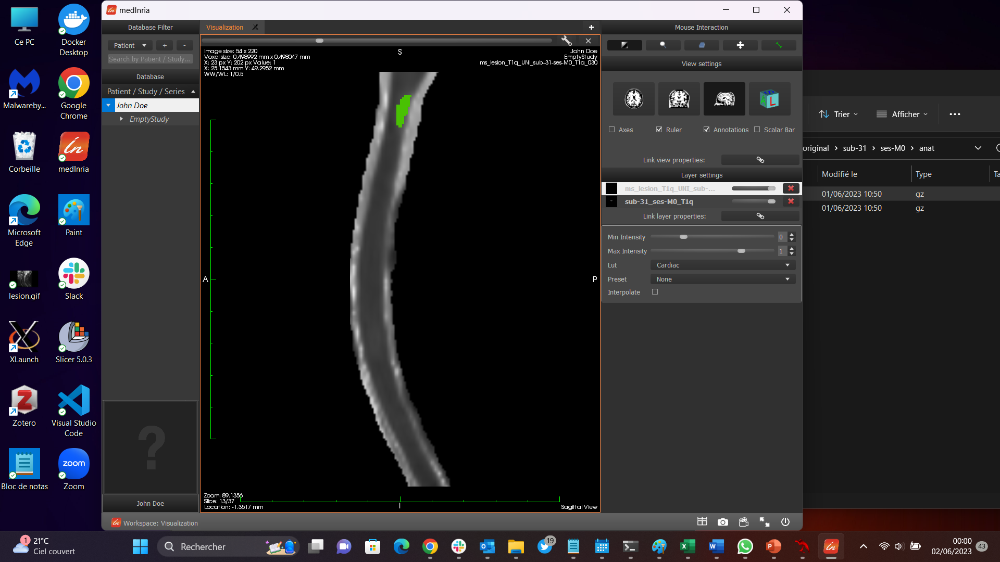 Ce PC
Docker
Desktop
Malwareby...
Google
Chrome
Corbeille
medInria
Microsoft
Edge
Paint
lesion.gif
Slack
XLaunch
Slicer 5.0.3
Zotero
Visual Studio
Code
Bloc de notas
zoom
Zoom
medInria
Database Filter
Patient
+
-
Search by Patient / Study...
Database
Patient / Study / Series
John Doe
EmptyStudy
?
John Doe
Workspace: Visualization
Visualization
+
Image size: 54 x 220
Voxel size: 0.498992 mm x 0.498047 mm
X: 23 px Y: 202 px Value: 1
X: 25.1543 mm Y: 49.2952 mm
WW/WL: 1/0.5
S
John Doe
EmptyStudy
ms_lesion_T1q_UNI_sub-31-ses-M0_T1q_030
A
P
Zoom: 89.1356
Slice: 13/37
Location: -1.3517 mm
I
Sagittal View
Mouse Interaction
View settings
S
A
L
Axes
Ruler
Annotations
Scalar Bar
Link view properties:
Layer settings
ms_lesion_T1q_UNI_sub-...
sub-31_ses-M0_T1q
Link layer properties:
Min Intensity
0
Max Intensity
1
Lut
Cardiac
Preset
None
Interpolate
Trier
Afficher
original > sub-31 > ses-M0 > anat
Modifié le
Type
Ta
01/06/2023 10:50
gz
01/06/2023 10:50
gz
1
21°C
Ciel couvert
Rechercher
19
00:00
02/06/2023
43